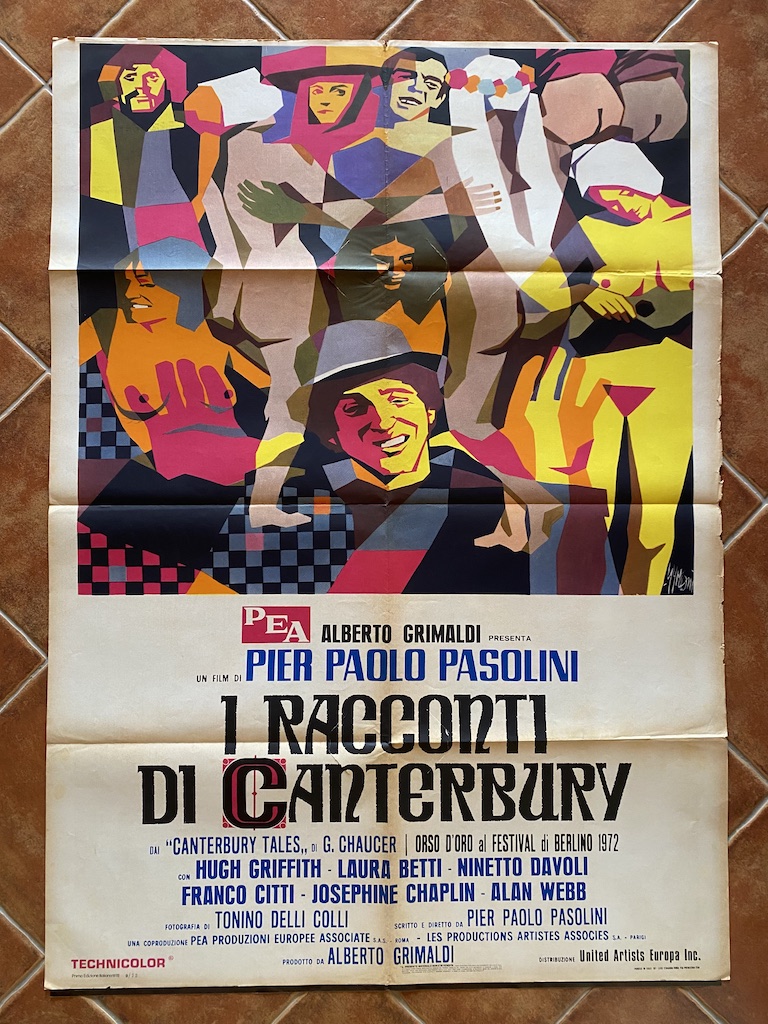 PEA ALBERTO GRIMALDI PRESENTA
UN FILM DI PIER PAOLO PASOLINI
I RACCONTI
DI CANTERBURY
DAI "CANTERBURY TALES„ DI G. CHAUCER | ORSO D'ORO al FESTIVAL di BERLINO 1972
CON HUGH GRIFFITH - LAURA BETTI - NINETTO DAVOLI
FRANCO CITTI - JOSEPHINE CHAPLIN - ALAN WEBB
FOTOGRAFIA DI TONINO DELLI COLLI SCRITTO E DIRETTO DA PIER PAOLO PASOLINI
UNA COPRODUZIONE PEA PRODUZIONI EUROPEE ASSOCIATE S.A.S. - ROMA - LES PRODUCTIONS ARTISTES ASSOCIES S.A. - PARIGI
PRODOTTO DA ALBERTO GRIMALDI
DISTRIBUZIONE United Artists Europa Inc.
TECHNICOLOR ®